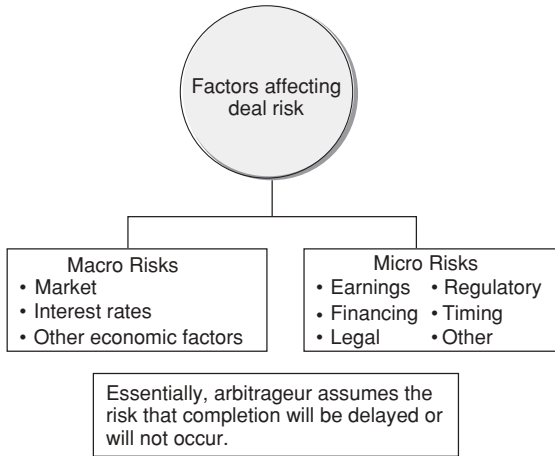 Factors affecting
deal risk
Macro Risks
• Market
• Interest rates
• Other economic factors
Micro Risks
• Earnings • Regulatory
• Financing • Timing
• Legal • Other
Essentially, arbitrageur assumes the
risk that completion will be delayed or
will not occur.